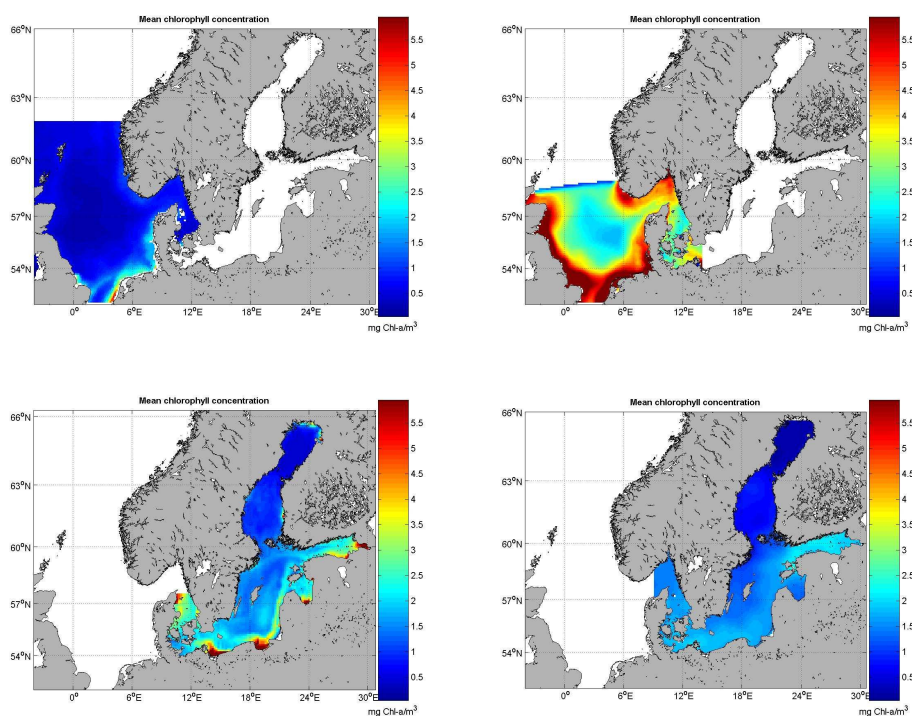 Mean chlorophyll concentration
66°N
63°N
60°N
57°N
54°N
0°
6°E
12°E
18°E
24°E
30°E
5.5
5
4.5
4
3.5
3
2.5
2
1.5
1
0.5
mg Chl-a/m³
Mean chlorophyll concentration
66°N
63°N
60°N
57°N
54°N
0°
6°E
12°E
18°E
24°E
30°E
5.5
5
4.5
4
3.5
3
2.5
2
1.5
1
0.5
mg Chl-a/m³
Mean chlorophyll concentration
66°N
63°N
60°N
57°N
54°N
0°
6°E
12°E
18°E
24°E
30°E
5.5
5
4.5
4
3.5
3
2.5
2
1.5
1
0.5
mg Chl-a/m³
Mean chlorophyll concentration
66°N
63°N
60°N
57°N
54°N
0°
6°E
12°E
18°E
24°E
30°E
5.5
5
4.5
4
3.5
3
2.5
2
1.5
1
0.5
mg Chl-a/m³